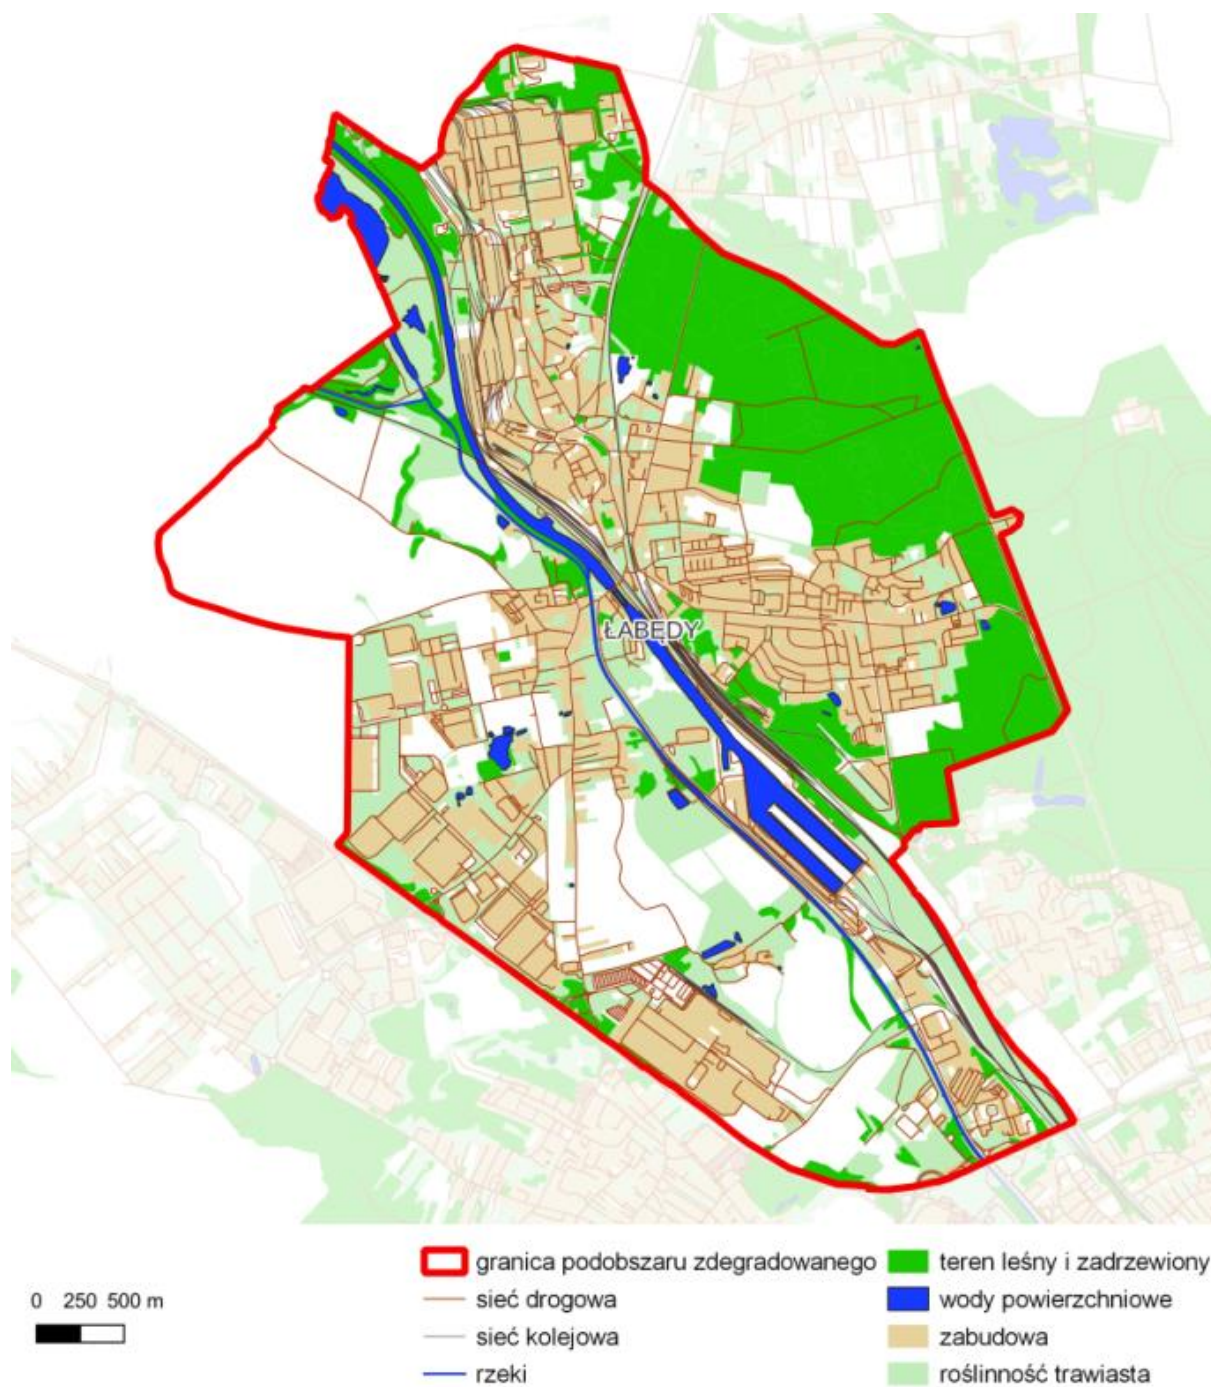 ŁABĘDY
granica podobszaru zdegradowanego
sieć drogowa
sieć kolejowa
rzeki
teren leśny i zadrzewiony
wody powierzchniowe
zabudowa
roślinność trawiasta
0 250 500 m